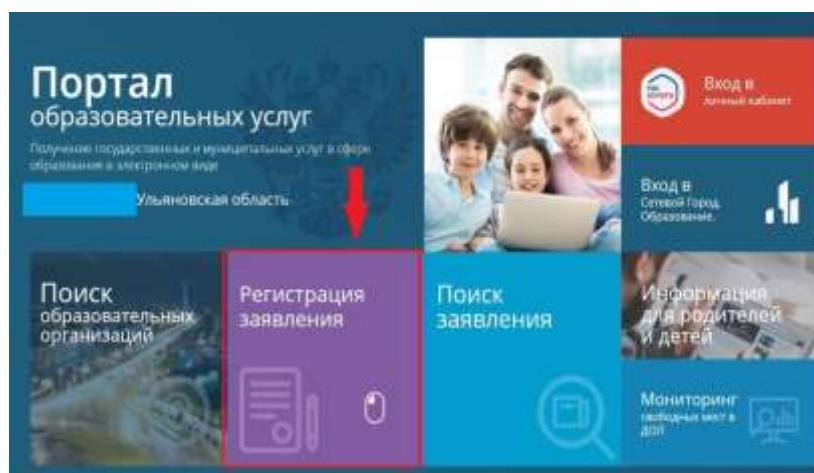 Портал
образовательных услуг
Получение государственных и муниципальных услуг в сфере
образования в электронном виде
Ульяновская область
Вход в
личный кабинет
Вход в
Сетевой Город.
Образование.
Поиск
образовательных
организаций
Регистрация
заявления
Поиск
заявления
Информация
для родителей
и детей
Мониторинг
свободных мест в
ДОЛ